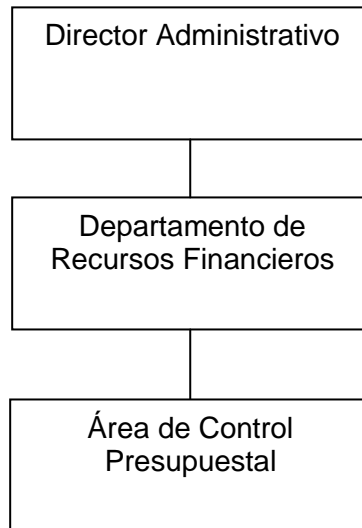 Director Administrativo
Departamento de
Recursos Financieros
Área de Control
Presupuestal